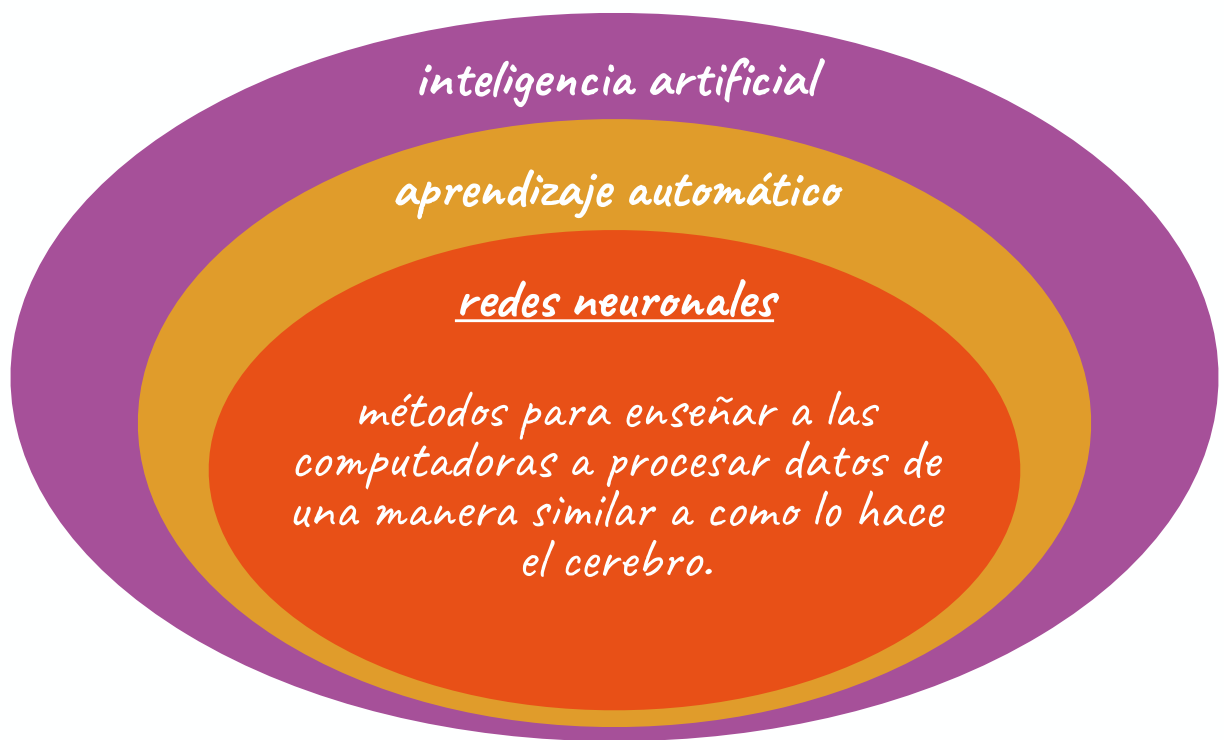 inteligencia artificial
aprendizaje automático
redes neuronales
métodos para enseñar a las
computadoras a procesar datos de
una manera similar a como lo hace
el cerebro.